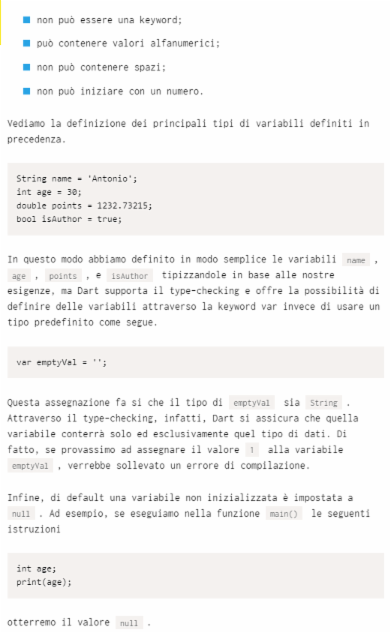 non può essere una keyword;
può contenere valori alfanumerici;
non può contenere spazi;
non può iniziare con un numero.
Vediamo la definizione dei principali tipi di variabili definiti in
precedenza.
String name = 'Antonio';
int age = 30;
double points = 1232.73215;
bool isAuthor = true;
In questo modo abbiamo definito in modo semplice le variabili name ,
age , points , e isAuthor tipizzandole in base alle nostre
esigenze, ma Dart supporta il type-checking e offre la possibilità di
definire delle variabili attraverso la keyword var invece di usare un
tipo predefinito come segue.
var emptyVal = '';
Questa assegnazione fa si che il tipo di emptyVal sia String .
Attraverso il type-checking, infatti, Dart si assicura che quella
variabile conterrà solo ed esclusivamente quel tipo di dati. Di
fatto, se provassimo ad assegnare il valore 1 alla variabile
emptyVal , verrebbe sollevato un errore di compilazione.
Infine, di default una variabile non inizializzata è impostata a
null . Ad esempio, se eseguiamo nella funzione main() le seguenti
istruzioni
int age;
print(age);
otterremo il valore null .